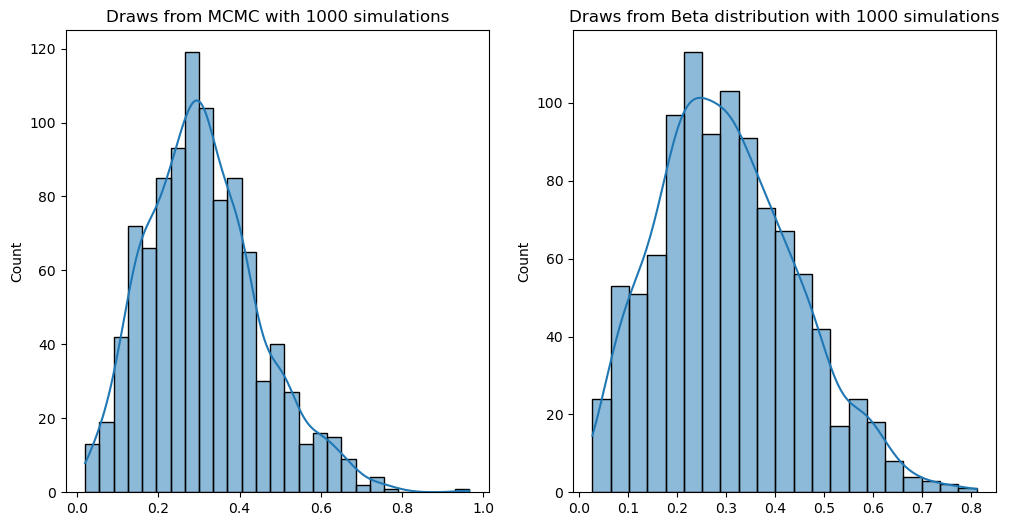 Draws from MCMC with 1000 simulations
120
100
80
60
40
20
0
Count
0.0 0.2 0.4 0.6 0.8 1.0
Draws from Beta distribution with 1000 simulations
100
80
60
40
20
0
Count
0.0 0.1 0.2 0.3 0.4 0.5 0.6 0.7 0.8